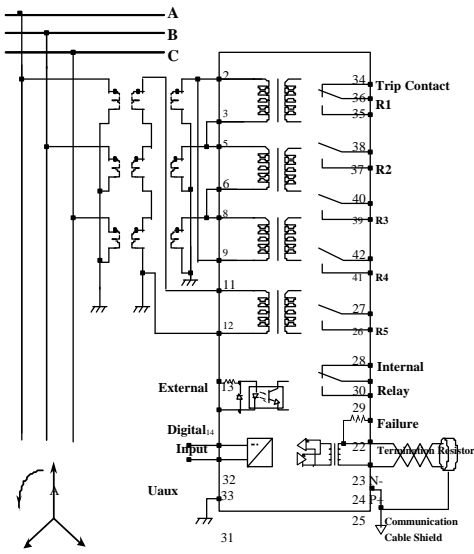 A
B
C
2
34
Trip Contact
36
R1
35
3
5
38
37
R2
6
40
8
39
R3
9
42
41
R4
11
27
12
26
R5
28
Internal
External
13
30
Relay
29
Failure
Digital 14
Input
22
Termination Resistor
Uaux
32
33
23 N-
24 P+
25
Communication
Cable Shield
31
A